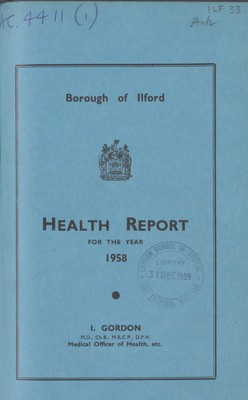 AC. 4411 (1)
ILF 33
Borough of Ilford
HEALTH REPORT
FOR THE YEAR
1958
LIBRARY
31 DEC 1959
I. GORDON
M.D., Ch.B., M.R.C.P., D.P.H.
Medical Officer of Health, etc.